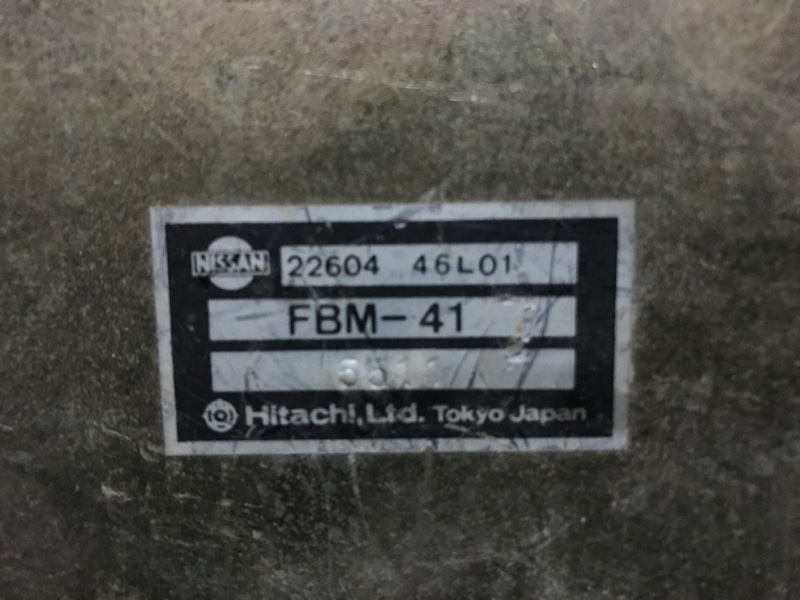 NISSAN 22604 46L01
FBM-41
Hitachi, Ltd. Tokyo Japan